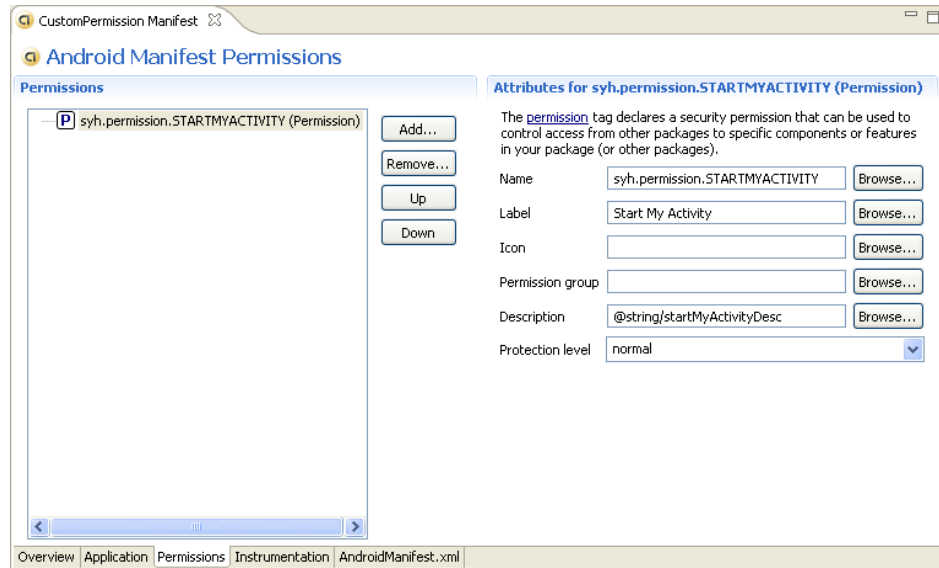 CustomPermission Manifest
Android Manifest Permissions
Permissions
P syh.permission.STARTMYACTIVITY (Permission)
Add...
Remove...
Up
Down
Attributes for syh.permission.STARTMYACTIVITY (Permission)
The permission tag declares a security permission that can be used to
control access from other packages to specific components or features
in your package (or other packages).
Name syh.permission.STARTMYACTIVITY Browse...
Label Start My Activity Browse...
Icon Browse...
Permission group Browse...
Description @string/startMyActivityDesc Browse...
Protection level normal
Overview Application Permissions Instrumentation AndroidManifest.xml